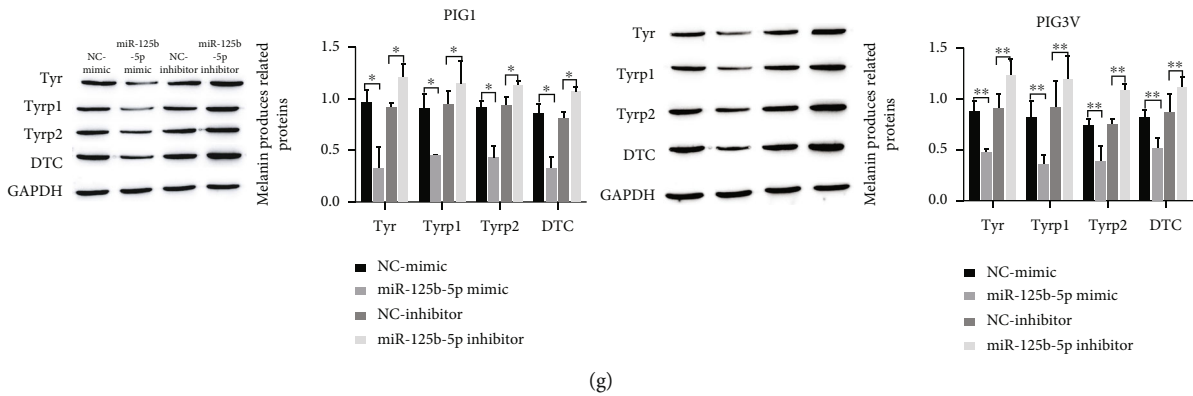 NC-
mimic
miR-125b
-5p
mimic
NC-
inhibitor
miR-125b
-5p
inhibitor
Tyr
Tyrp1
Tyrp2
DTC
GAPDH
PIG1
Melanin produces related
proteins
1.5
1.0
0.5
0.0
* * * * * * * *
Tyr Tyrp1 Tyrp2 DTC
NC-mimic
miR-125b-5p mimic
NC-inhibitor
miR-125b-5p inhibitor
Tyr
Tyrp1
Tyrp2
DTC
GAPDH
PIG3V
Melanin produces related
proteins
1.5
1.0
0.5
0.0
** ** ** ** ** ** ** **
Tyr Tyrp1 Tyrp2 DTC
NC-mimic
miR-125b-5p mimic
NC-inhibitor
miR-125b-5p inhibitor
(g)